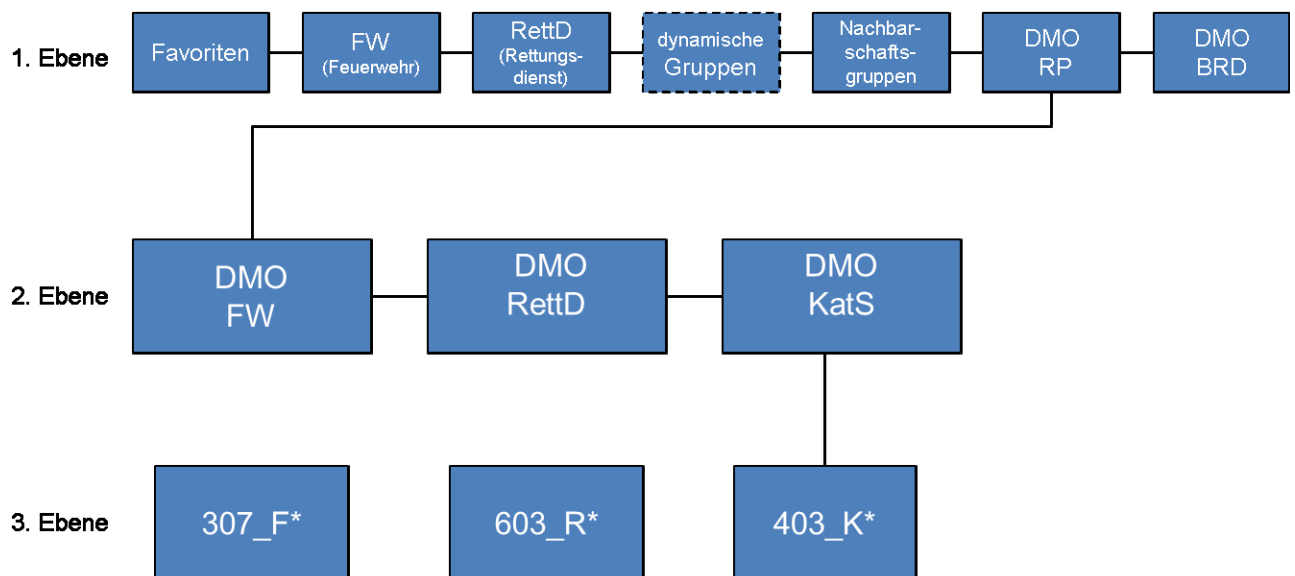 1. Ebene
Favoriten
FW
(Feuerwehr)
RettD
(Rettungs-
dienst)
dynamische
Gruppen
Nachbar-
schafts-
gruppen
DMO
RP
DMO
BRD
2. Ebene
DMO
FW
DMO
RettD
DMO
KatS
3. Ebene
307_F*
603_R*
403_K*